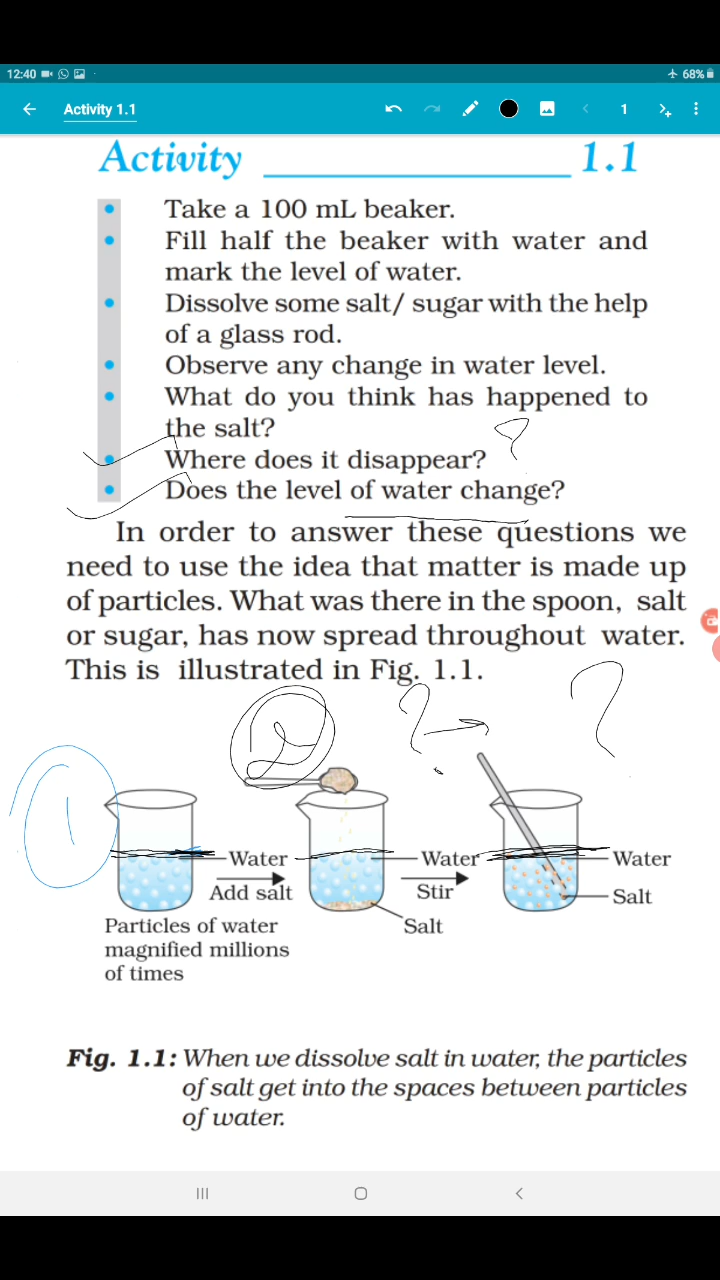 12:40
68%
Activity 1.1
1
Activity 1.1
Take a 100 mL beaker.
Fill half the beaker with water and
mark the level of water.
Dissolve some salt/ sugar with the help
of a glass rod.
Observe any change in water level.
What do you think has happened to
the salt?
Where does it disappear?
?
Does the level of water change?
In order to answer these questions we
need to use the idea that matter is made up
of particles. What was there in the spoon, salt
or sugar, has now spread throughout water.
This is illustrated in Fig. 1.1.
1
2
?
?
Water
Add salt
Water
Stir
Salt
Water
Salt
Particles of water
magnified millions
of times
Fig. 1.1: When we dissolve salt in water, the particles
of salt get into the spaces between particles
of water.